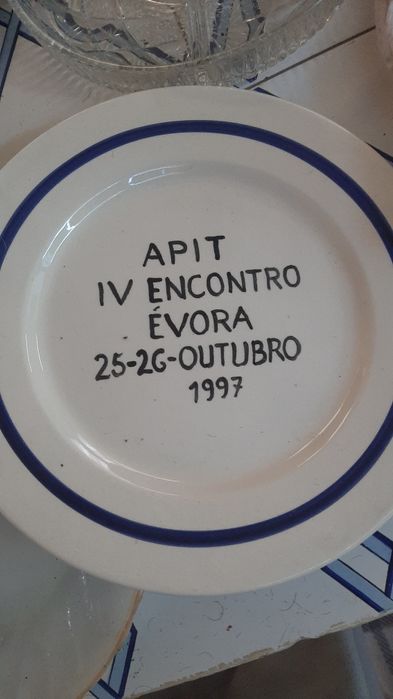 APIT
IV ENCONTRO
ÉVORA
25-26-OUTUBRO
1997